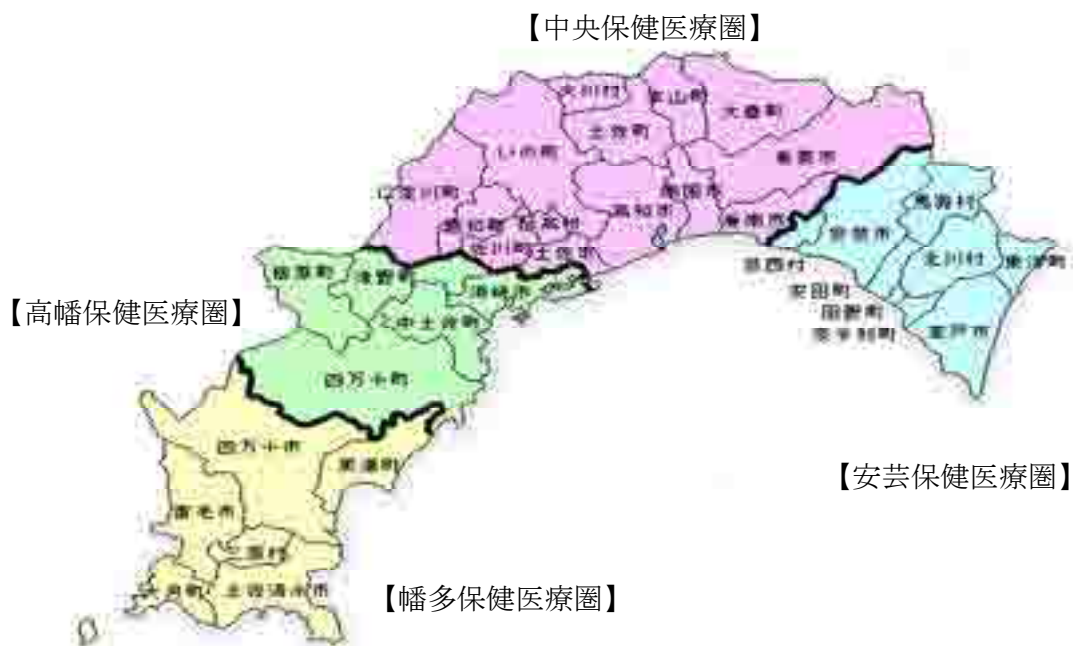 【中央保健医療圏】
大川村
本山町
大豊町
土佐町
いの町
香美市
仁淀川町
南国市
高知市
越知町
日高村
香南市
佐川町
土佐市
馬路村
安芸市
北川村
東洋町
芸西村
安田町
田野町
奈半利町
室戸市
梼原町
津野町
須崎市
【高幡保健医療圏】
中土佐町
四万十町
四万十市
黒潮町
【安芸保健医療圏】
宿毛市
三原村
大月町
土佐清水市
【幡多保健医療圏】